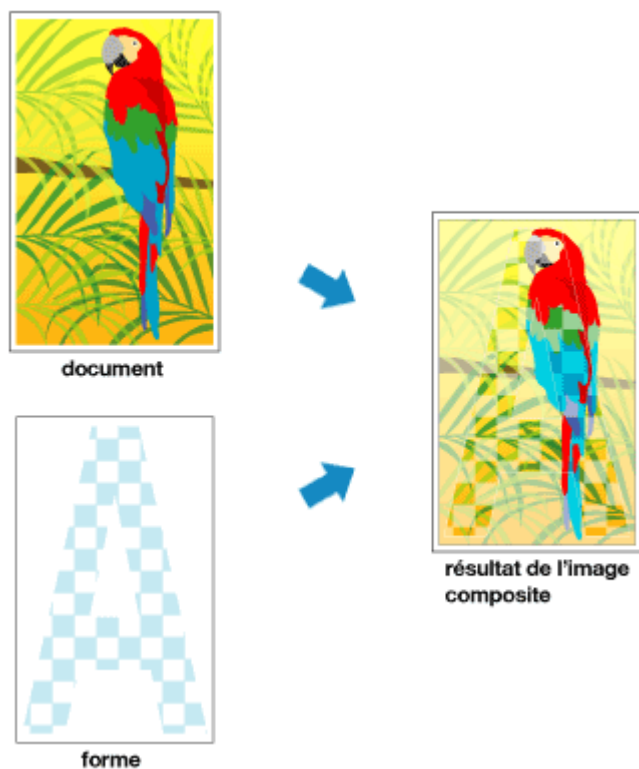 document
résultat de l'image
composite
A
forme